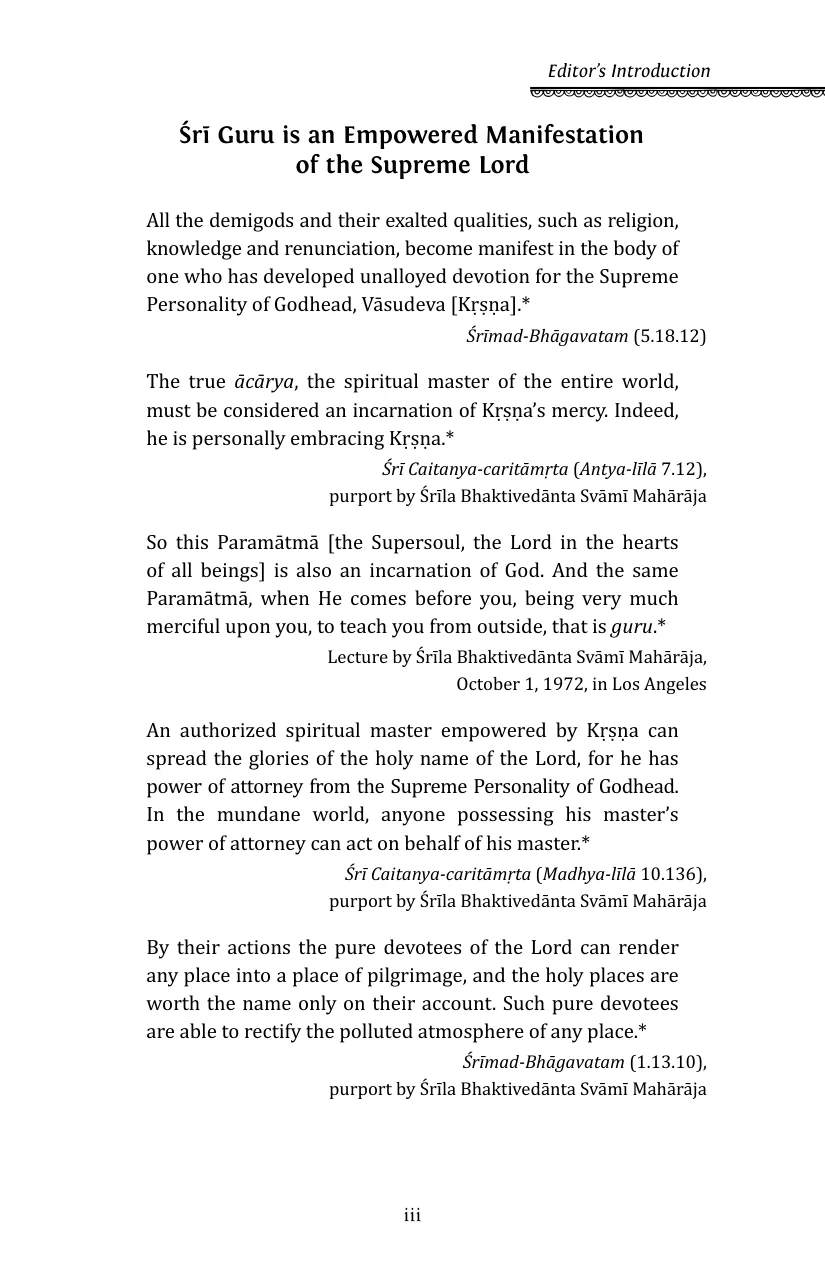 Editor’s Introduction
Śrī Guru is an Empowered Manifestation
of the Supreme Lord
All the demigods and their exalted qualities, such as religion,
knowledge and renunciation, become manifest in the body of
one who has developed unalloyed devotion for the Supreme
Personality of Godhead, Vāsudeva [Kṛṣṇa].*
Śrīmad-Bhāgavatam (5.18.12)
The true ācārya, the spiritual master of the entire world,
must be considered an incarnation of Kṛṣṇa’s mercy. Indeed,
he is personally embracing Kṛṣṇa.*
Śrī Caitanya-caritāmṛta (Antya-līlā 7.12),
purport by Śrīla Bhaktivedānta Svāmī Mahārāja
So this Paramātmā [the Supersoul, the Lord in the hearts
of all beings] is also an incarnation of God. And the same
Paramātmā, when He comes before you, being very much
merciful upon you, to teach you from outside, that is guru.*
Lecture by Śrīla Bhaktivedānta Svāmī Mahārāja,
October 1, 1972, in Los Angeles
An authorized spiritual master empowered by Kṛṣṇa can
spread the glories of the holy name of the Lord, for he has
power of attorney from the Supreme Personality of Godhead.
In the mundane world, anyone possessing his master’s
power of attorney can act on behalf of his master.*
Śrī Caitanya-caritāmṛta (Madhya-līlā 10.136),
purport by Śrīla Bhaktivedānta Svāmī Mahārāja
By their actions the pure devotees of the Lord can render
any place into a place of pilgrimage, and the holy places are
worth the name only on their account. Such pure devotees
are able to rectify the polluted atmosphere of any place.*
Śrīmad-Bhāgavatam (1.13.10),
purport by Śrīla Bhaktivedānta Svāmī Mahārāja
iii